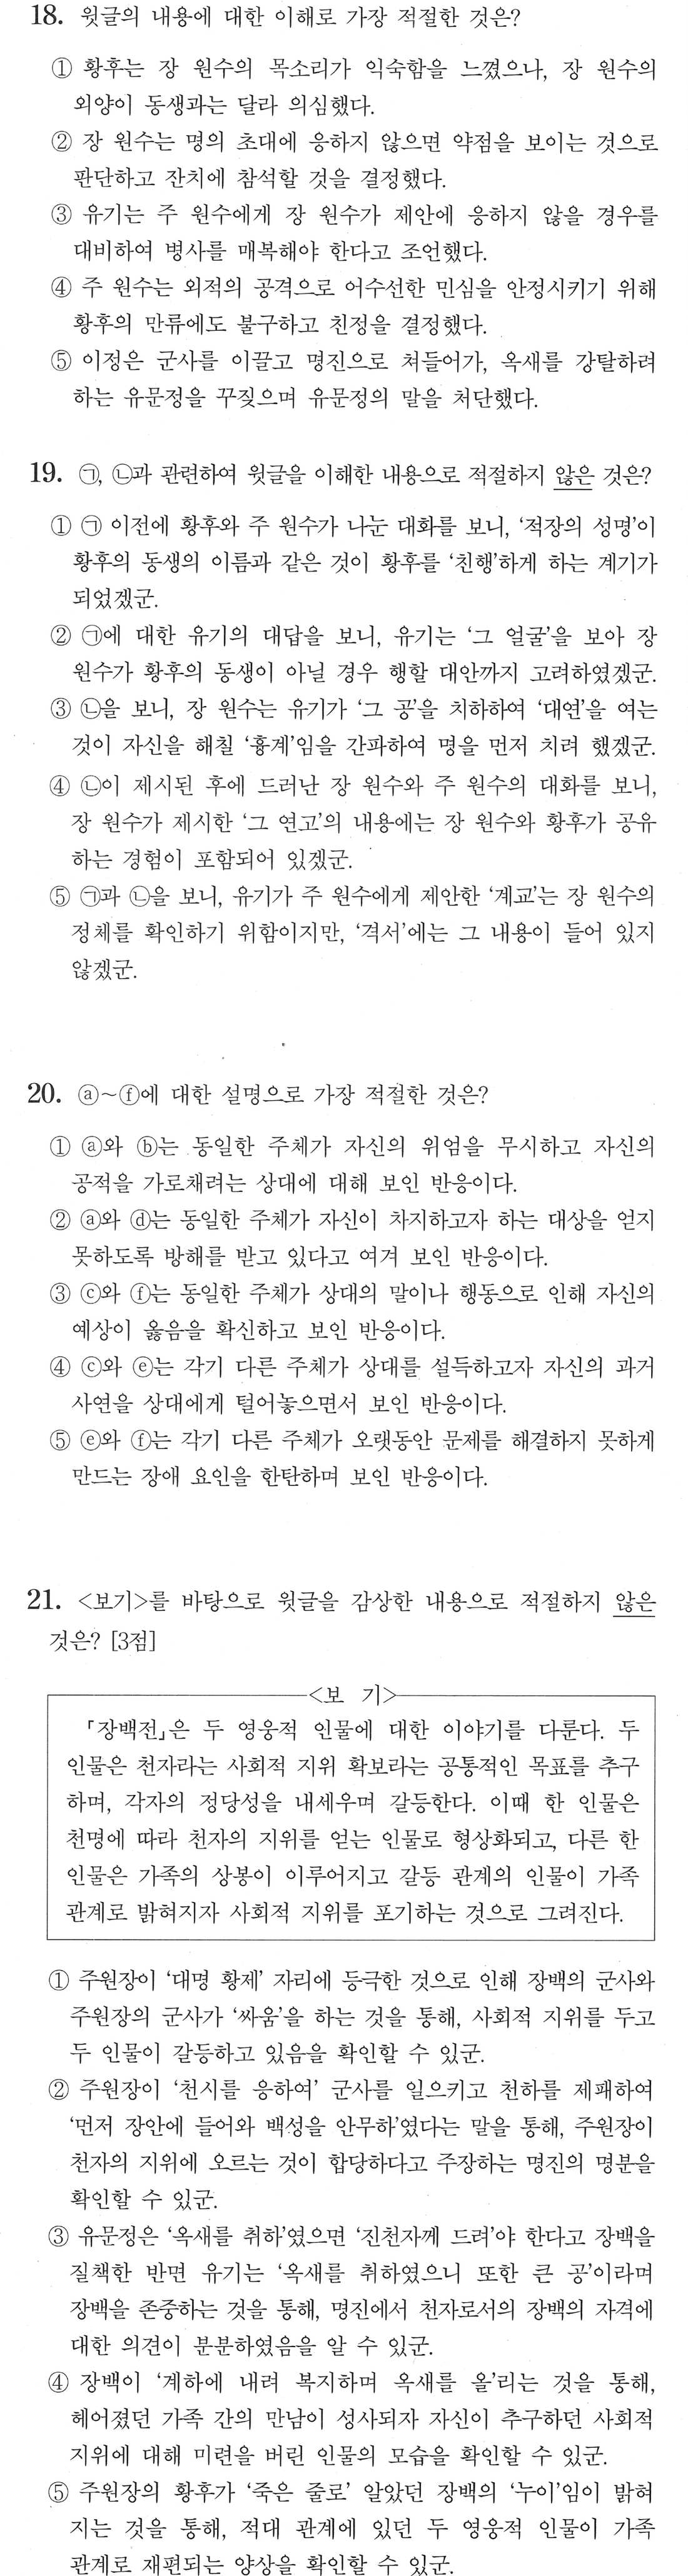 18. 윗글의 내용에 대한 이해로 가장 적절한 것은?
① 황후는 장 원수의 목소리가 익숙함을 느꼈으나, 장 원수의
외양이 동생과는 달라 의심했다.
② 장 원수는 명의 초대에 응하지 않으면 약점을 보이는 것으로
판단하고 잔치에 참석할 것을 결정했다.
③ 유기는 주 원수에게 장 원수가 제안에 응하지 않을 경우를
대비하여 병사를 매복해야 한다고 조언했다.
④ 주 원수는 외적의 공격으로 어수선한 민심을 안정시키기 위해
황후의 만류에도 불구하고 친정을 결정했다.
⑤ 이정은 군사를 이끌고 명진으로 쳐들어가, 옥새를 강탈하려
하는 유문정을 꾸짖으며 유문정의 말을 처단했다.
19. ㉠, ㉡과 관련하여 윗글을 이해한 내용으로 적절하지 않은 것은?
① ㉠ 이전에 황후와 주 원수가 나눈 대화를 보니, ‘적장의 성명’이
황후의 동생의 이름과 같은 것이 황후를 ‘친행’하게 하는 계기가
되었겠군.
② ㉠에 대한 유기의 대답을 보니, 유기는 ‘그 얼굴’을 보아 장
원수가 황후의 동생이 아닐 경우 행할 대안까지 고려하였겠군.
③ ㉡을 보니, 장 원수는 유기가 ‘그 공’을 치하하여 ‘대연’을 여는
것이 자신을 해칠 ‘흉계’임을 간파하여 명을 먼저 치려 했겠군.
④ ㉡이 제시된 후에 드러난 장 원수와 주 원수의 대화를 보니,
장 원수가 제시한 ‘그 연고’의 내용에는 장 원수와 황후가 공유
하는 경험이 포함되어 있겠군.
⑤ ㉠과 ㉡을 보니, 유기가 주 원수에게 제안한 ‘계교’는 장 원수의
정체를 확인하기 위함이지만, ‘격서’에는 그 내용이 들어 있지
않겠군.
20. ⓐ~ⓕ에 대한 설명으로 가장 적절한 것은?
① ⓐ와 ⓑ는 동일한 주체가 자신의 위엄을 무시하고 자신의
공적을 가로채려는 상대에 대해 보인 반응이다.
② ⓐ와 ⓓ는 동일한 주체가 자신이 차지하고자 하는 대상을 얻지
못하도록 방해를 받고 있다고 여겨 보인 반응이다.
③ ⓒ와 ⓕ는 동일한 주체가 상대의 말이나 행동으로 인해 자신의
예상이 옳음을 확신하고 보인 반응이다.
④ ⓒ와 ⓔ는 각기 다른 주체가 상대를 설득하고자 자신의 과거
사연을 상대에게 털어놓으면서 보인 반응이다.
⑤ ⓔ와 ⓕ는 각기 다른 주체가 오랫동안 문제를 해결하지 못하게
만드는 장애 요인을 한탄하며 보인 반응이다.
21. <보기>를 바탕으로 윗글을 감상한 내용으로 적절하지 않은
것은? [3점]
<보 기>
「장백전」은 두 영웅적 인물에 대한 이야기를 다룬다. 두
인물은 천자라는 사회적 지위 확보라는 공통적인 목표를 추구
하며, 각자의 정당성을 내세우며 갈등한다. 이때 한 인물은
천명에 따라 천자의 지위를 얻는 인물로 형상화되고, 다른 한
인물은 가족의 상봉이 이루어지고 갈등 관계의 인물이 가족
관계로 밝혀지자 사회적 지위를 포기하는 것으로 그려진다.
① 주원장이 ‘대명 황제’ 자리에 등극한 것으로 인해 장백의 군사와
주원장의 군사가 ‘싸움’을 하는 것을 통해, 사회적 지위를 두고
두 인물이 갈등하고 있음을 확인할 수 있군.
② 주원장이 ‘천시를 응하여’ 군사를 일으키고 천하를 제패하여
‘먼저 장안에 들어와 백성을 안무하’였다는 말을 통해, 주원장이
천자의 지위에 오르는 것이 합당하다고 주장하는 명진의 명분을
확인할 수 있군.
③ 유문정은 ‘옥새를 취하’였으면 ‘진천자께 드려’야 한다고 장백을
질책한 반면 유기는 ‘옥새를 취하였으니 또한 큰 공’이라며
장백을 존중하는 것을 통해, 명진에서 천자로서의 장백의 자격에
대한 의견이 분분하였음을 알 수 있군.
④ 장백이 ‘계하에 내려 복지하며 옥새를 올’리는 것을 통해,
헤어졌던 가족 간의 만남이 성사되자 자신이 추구하던 사회적
지위에 대해 미련을 버린 인물의 모습을 확인할 수 있군.
⑤ 주원장의 황후가 ‘죽은 줄로’ 알았던 장백의 ‘누이’임이 밝혀
지는 것을 통해, 적대 관계에 있던 두 영웅적 인물이 가족
관계로 재편되는 양상을 확인할 수 있군.